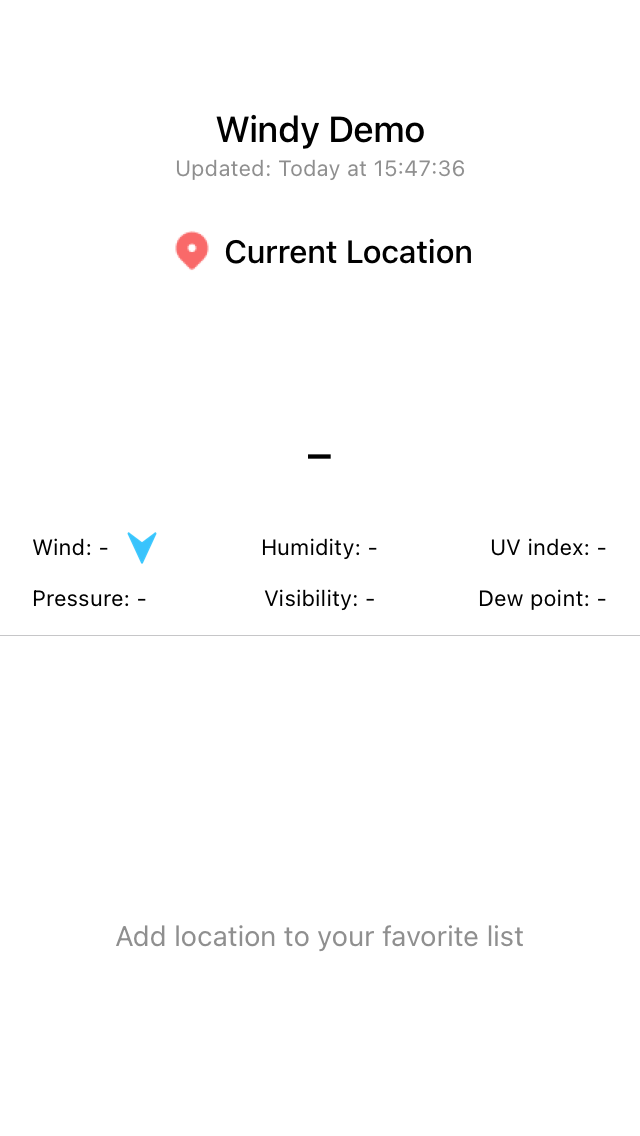 Windy Demo
Updated: Today at 15:47:36
Current Location
–
Wind: - Humidity: - UV index: -
Pressure: - Visibility: - Dew point: -
Add location to your favorite list